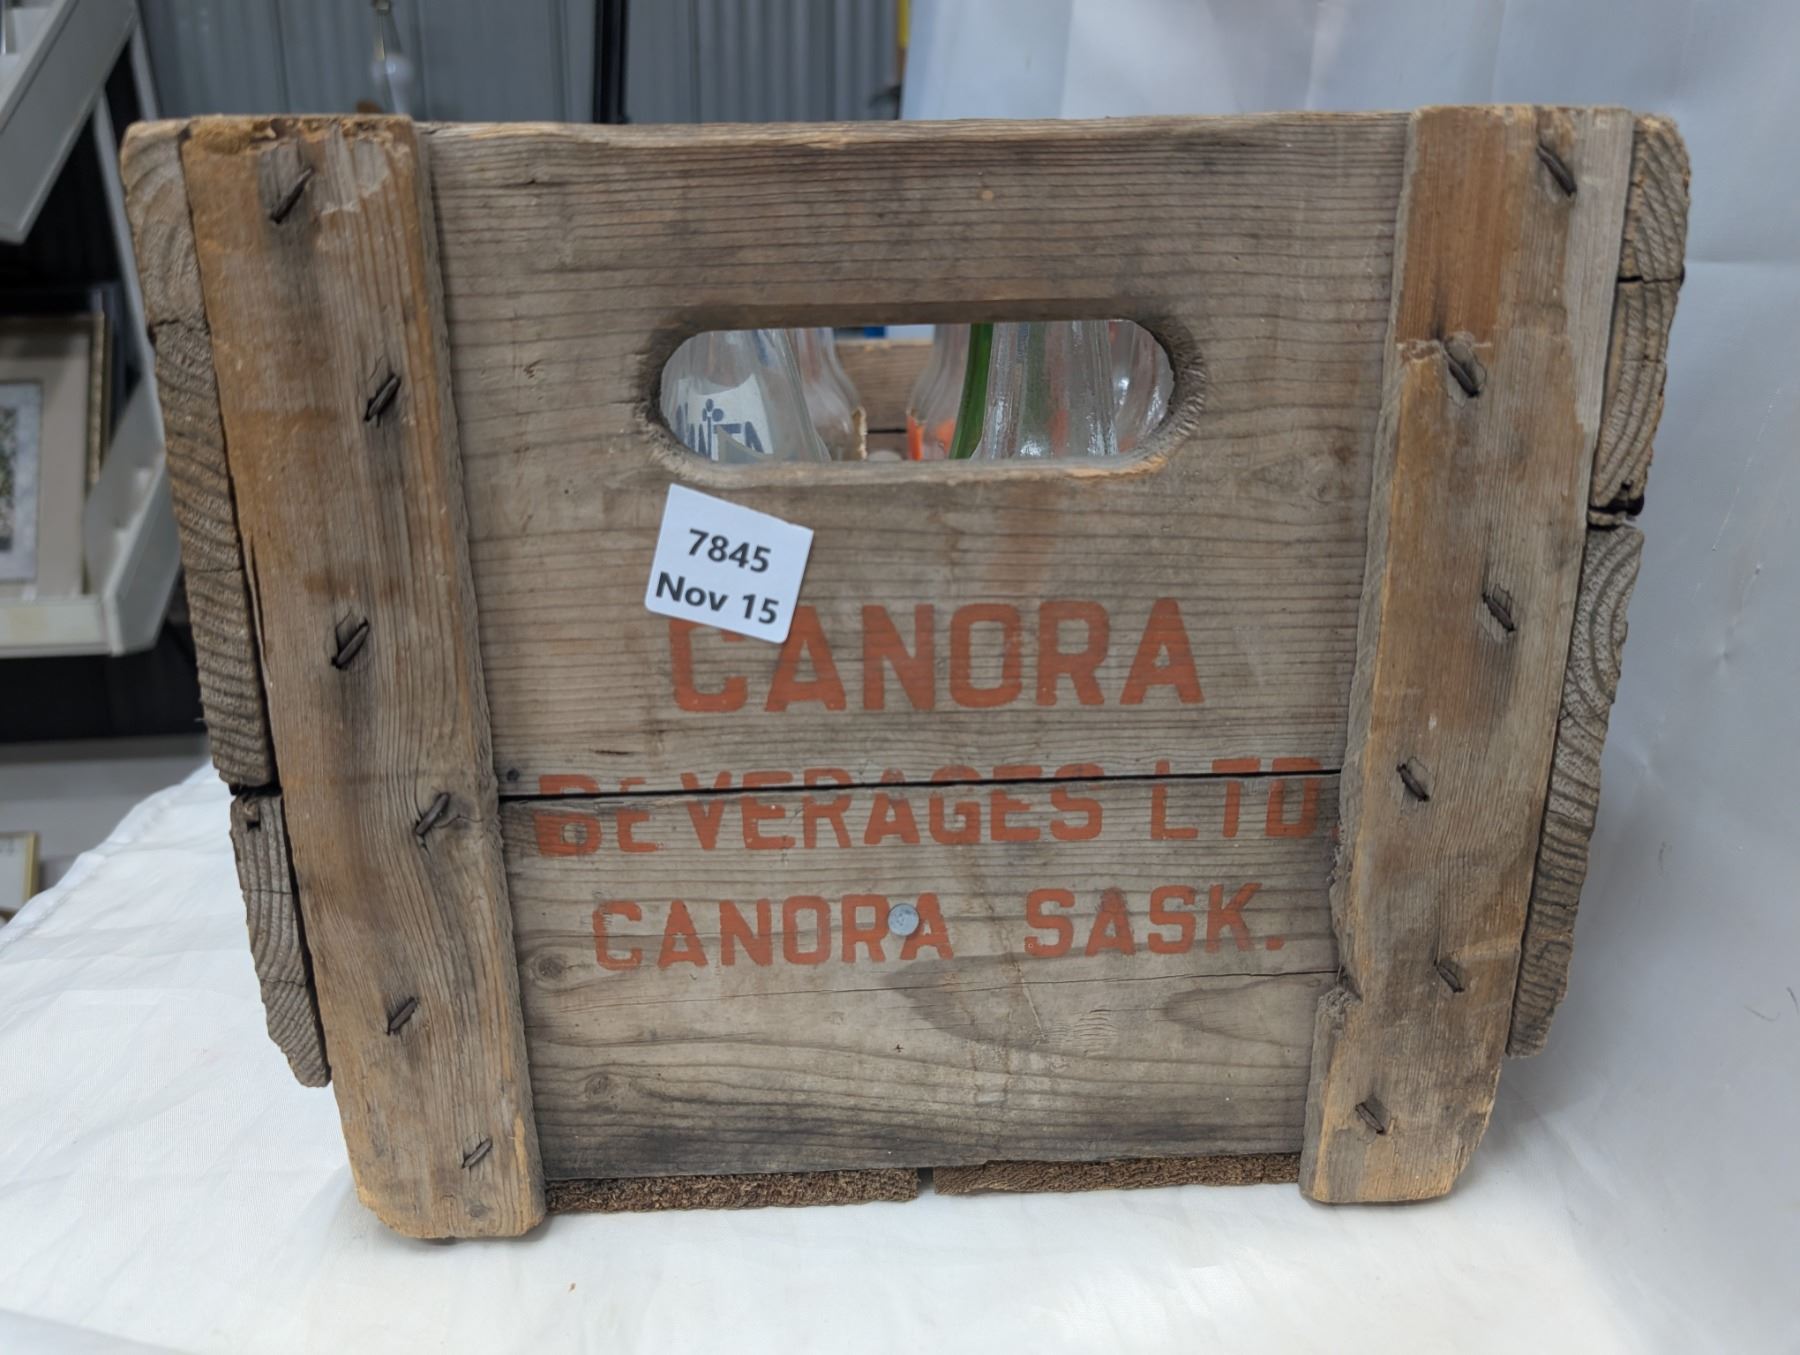 7845
Nov 15
CANORA
BEVERAGES LTD.
CANORA SASK.